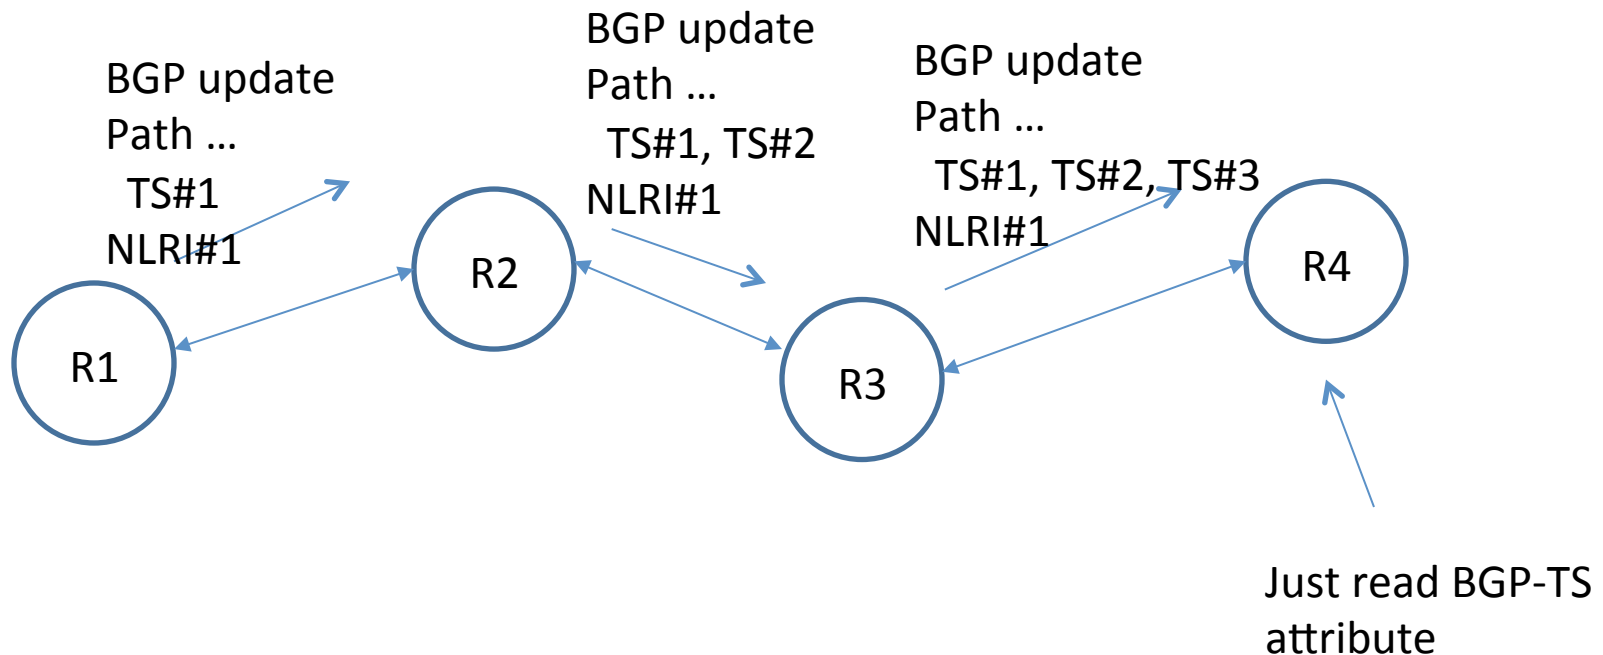 BGP update
Path ...
TS#1
NLRI#1
BGP update
Path ...
TS#1, TS#2
NLRI#1
BGP update
Path ...
TS#1, TS#2, TS#3
NLRI#1
R1
R2
R3
R4
Just read BGP-TS
attribute